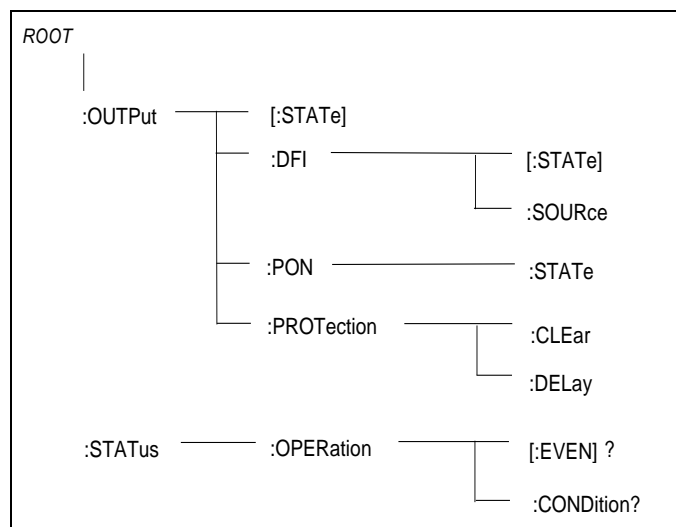 ROOT
:OUTPut [:STATe]
:DFI [:STATe]
:SOURce
:PON :STATe
:PROTection :CLEar
:DELay
:STATus :OPERation [:EVEN] ?
:CONDition?